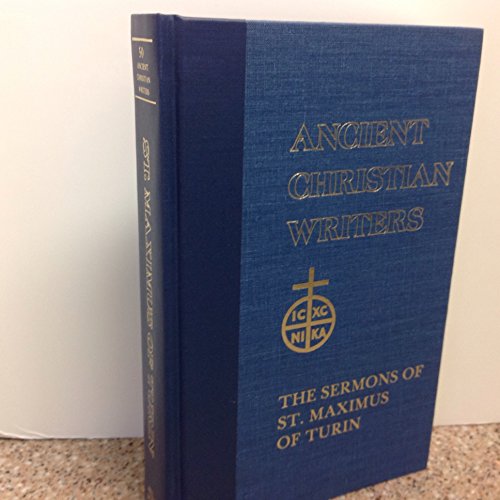 50
ANCIENT
CHRISTIAN
WRITERS
ST. MAXIMUS OF TURIN
ANCIENT
CHRISTIAN
WRITERS
IC XC
NI KA
THE SERMONS OF
ST. MAXIMUS
OF TURIN